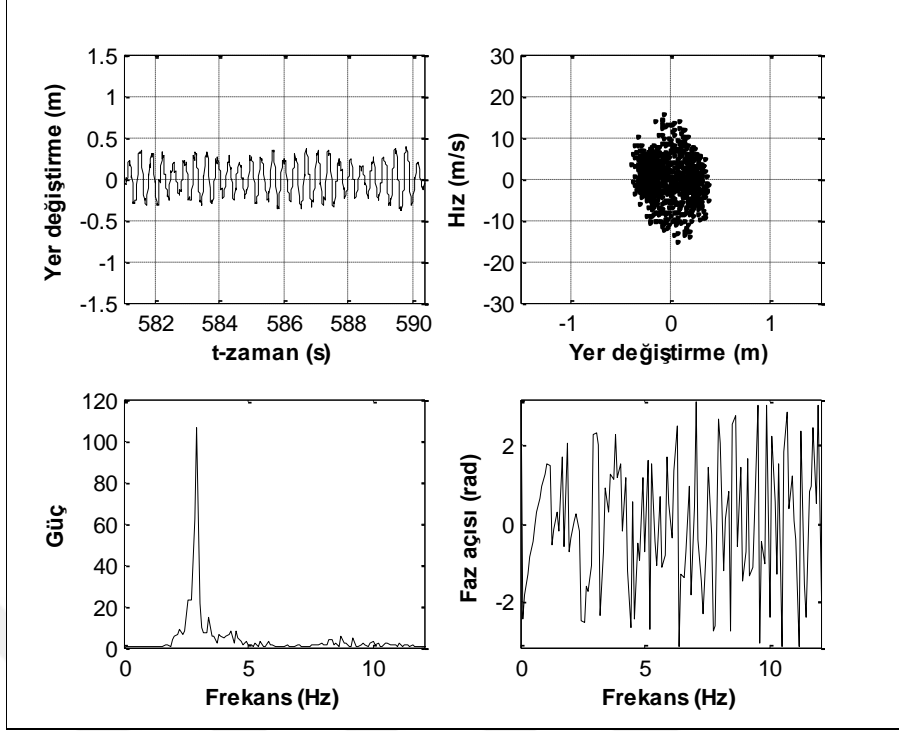 1.5
1
0.5
0
-0.5
-1
-1.5
582 584 586 588 590
Yer değiştirme (m)
t-zaman (s)
30
20
10
0
-10
-20
-30
-1 0 1
Hız (m/s)
Yer değiştirme (m)
120
100
80
60
40
20
0
0 5 10
Güç
Frekans (Hz)
2
0
-2
0 5 10
Faz açısı (rad)
Frekans (Hz)